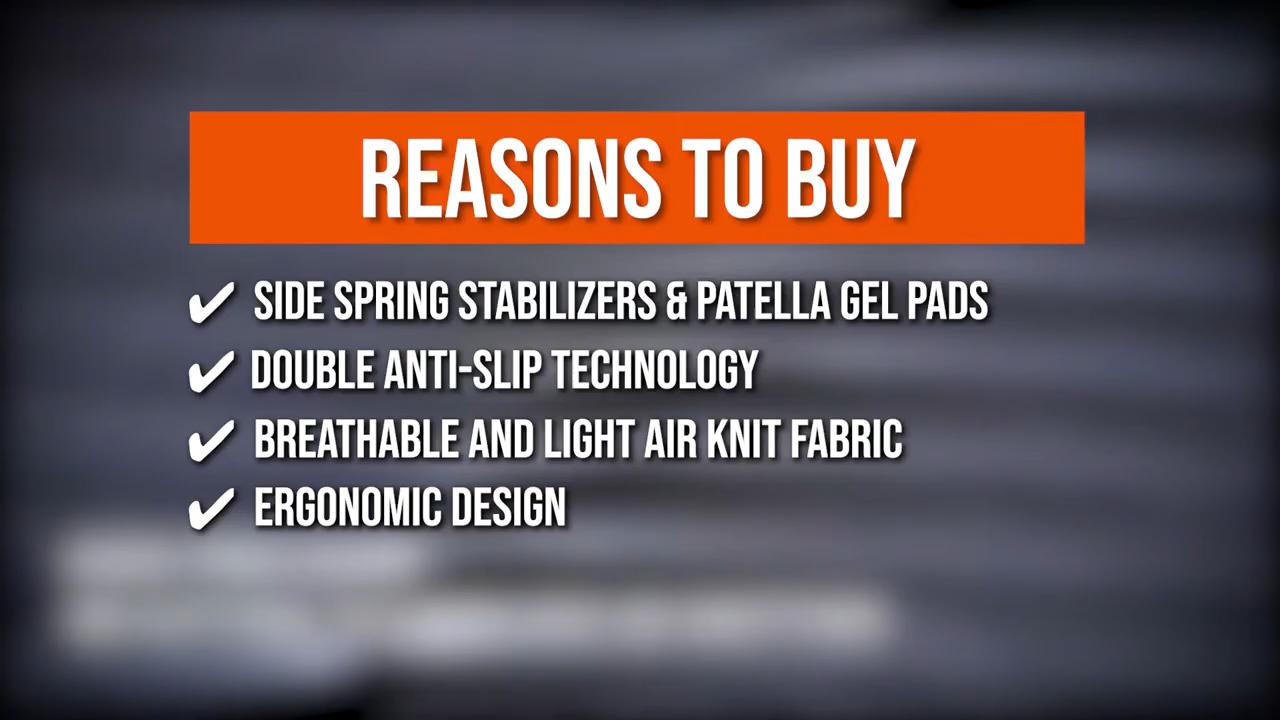 REASONS TO BUY
✔ SIDE SPRING STABILIZERS & PATELLA GEL PADS
✔ DOUBLE ANTI-SLIP TECHNOLOGY
✔ BREATHABLE AND LIGHT AIR KNIT FABRIC
✔ ERGONOMIC DESIGN